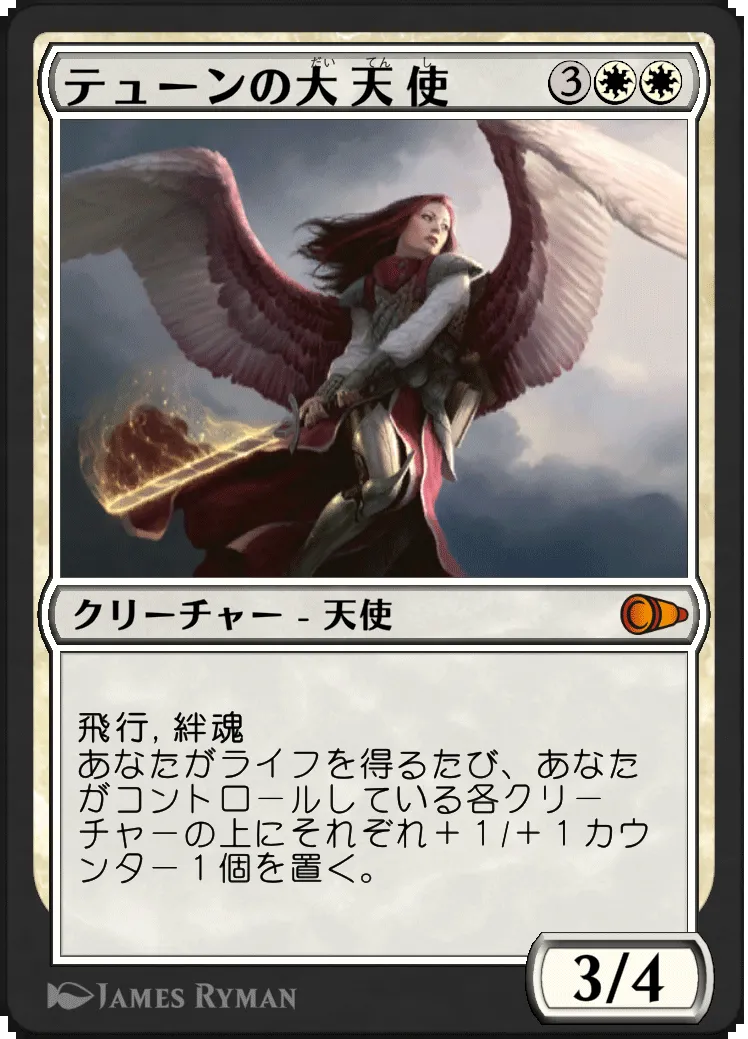 テューンの大天使 3
だい てん し
クリーチャー - 天使
飛行, 絆魂
あなたがライフを得るたび、あなた
がコントロールしている各クリー
チャーの上にそれぞれ＋１/＋１カウ
ンター１個を置く。
3/4
JAMES RYMAN